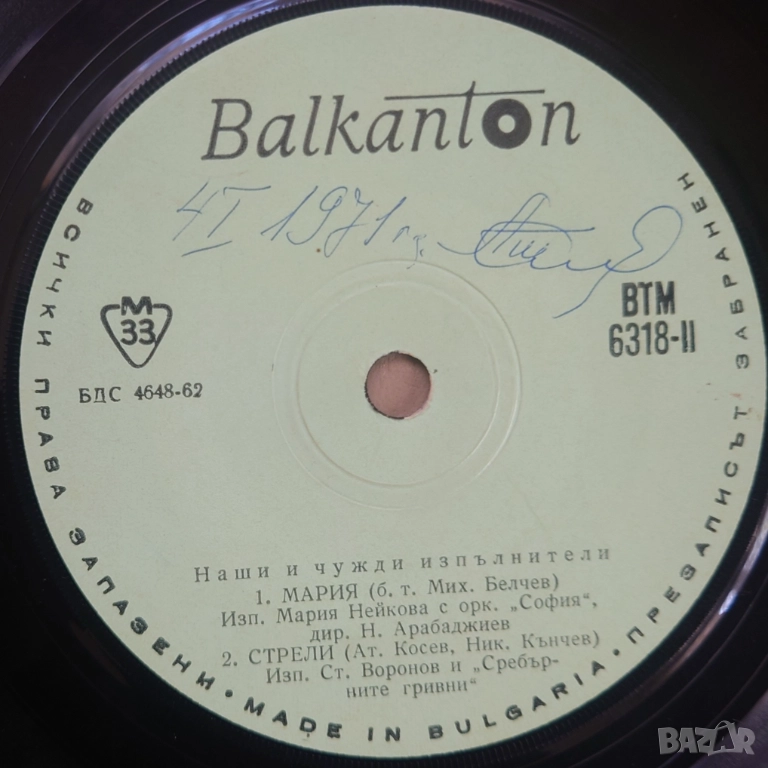 Balkanton
4 I 1971 г.
М
33
БДС 4648-62
ВТМ
6318-II
Наши и чужди изпълнители
1. МАРИЯ (б. т. Мих. Белчев)
Изп. Мария Нейкова с орк. „София“,
дир. Н. Арабаджиев
2. СТРЕЛИ (Ат. Косев, Ник. Кънчев)
Изп. Ст. Воронов и „Сребър-
ните гривни“
ВСИЧКИ ПРАВА ЗАПАЗЕНИ • MADE IN BULGARIA • ПРЕЗАПИСЪТ ЗАБРАНЕН
BAZAR